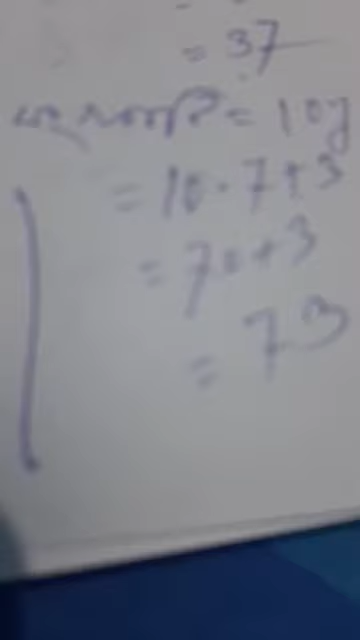 = 37
= 10y
= 10·7+3
= 70+3
= 73